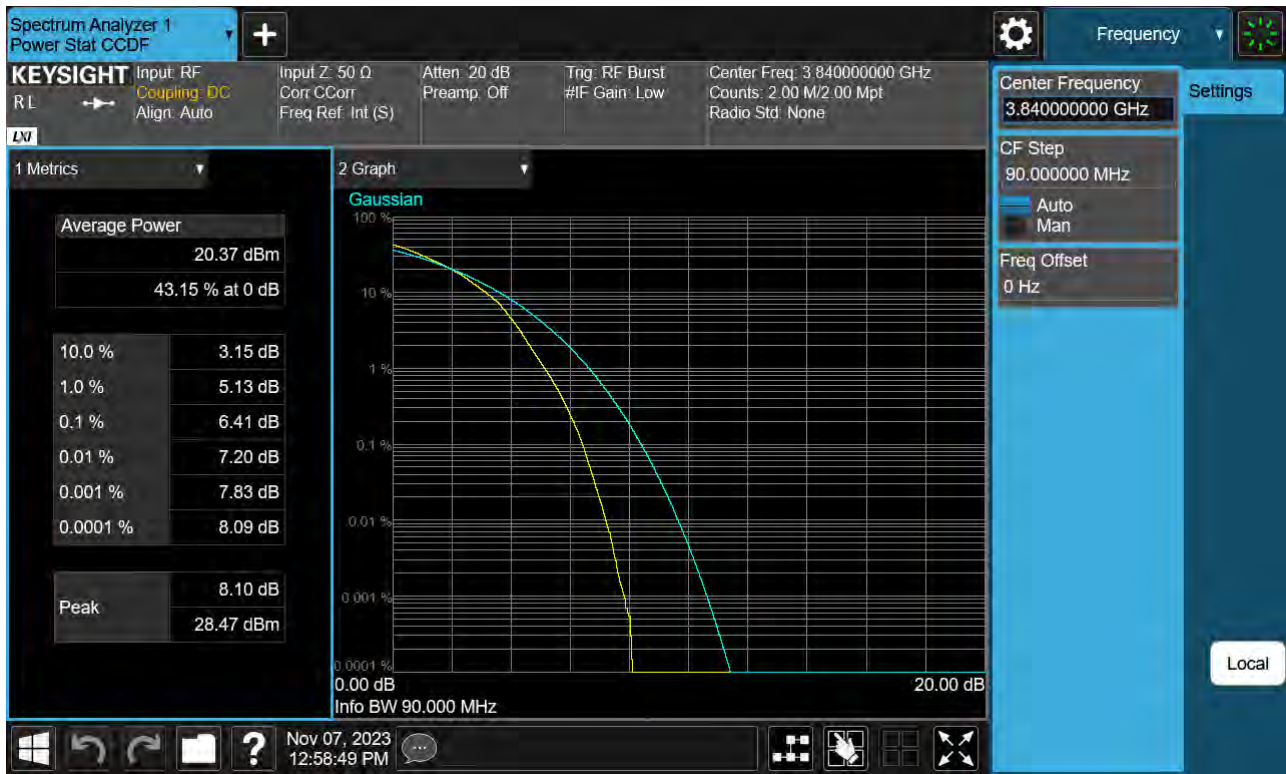 Spectrum Analyzer 1
Power Stat CCDF
+
Frequency
KEYSIGHT
RL
LXI
Input: RF
Coupling: DC
Align: Auto
Input Z: 50 Ω
Corr CCorr
Freq Ref: Int (S)
Atten: 20 dB
Preamp: Off
Trig: RF Burst
#IF Gain: Low
Center Freq: 3.840000000 GHz
Counts: 2.00 M/2.00 Mpt
Radio Std: None
Center Frequency
3.840000000 GHz
Settings
CF Step
90.000000 MHz
Auto
Man
Freq Offset
0 Hz
1 Metrics
Average Power
20.37 dBm
43.15 % at 0 dB
10.0 % 3.15 dB
1.0 % 5.13 dB
0.1 % 6.41 dB
0.01 % 7.20 dB
0.001 % 7.83 dB
0.0001 % 8.09 dB
Peak
8.10 dB
28.47 dBm
2 Graph
Gaussian
100 %
10 %
1 %
0.1 %
0.01 %
0.001 %
0.0001 %
0.00 dB 20.00 dB
Info BW 90.000 MHz
Local
?
Nov 07, 2023
12:58:49 PM